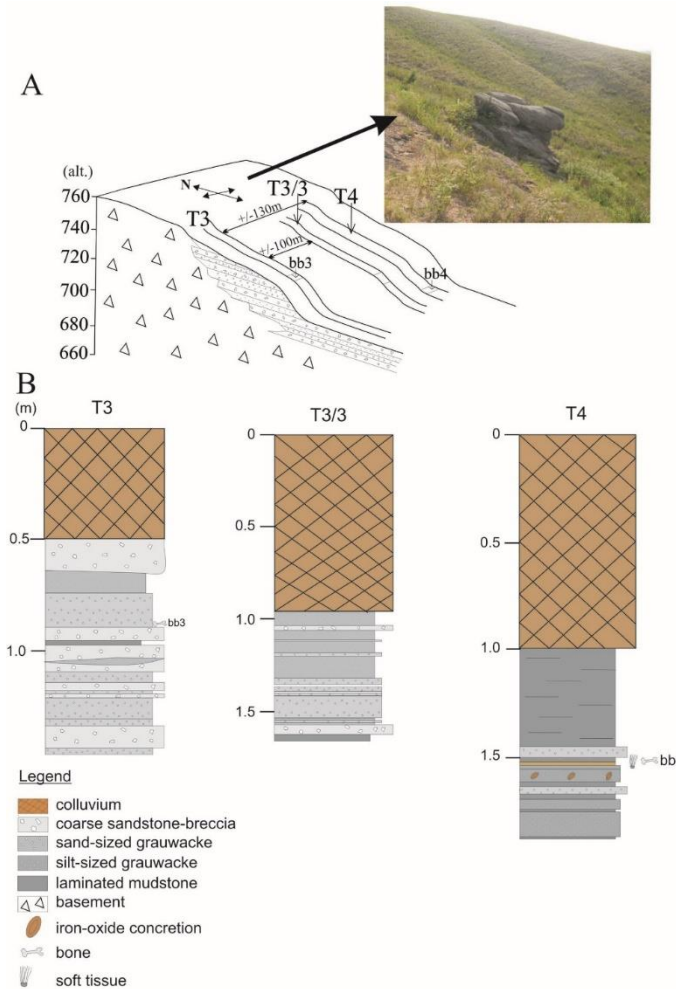 A
(alt.)
760
740
720
700
680
660
N
T3
T3/3
T4
+/-130m
+/-100m
bb3
bb4
B
(m)
T3
0
0.5
1.0
bb3
T3/3
0
0.5
1.0
1.5
T4
0
0.5
1.0
1.5
bb
Legend
colluvium
coarse sandstone-breccia
sand-sized grauwacke
silt-sized grauwacke
laminated mudstone
basement
iron-oxide concretion
bone
soft tissue